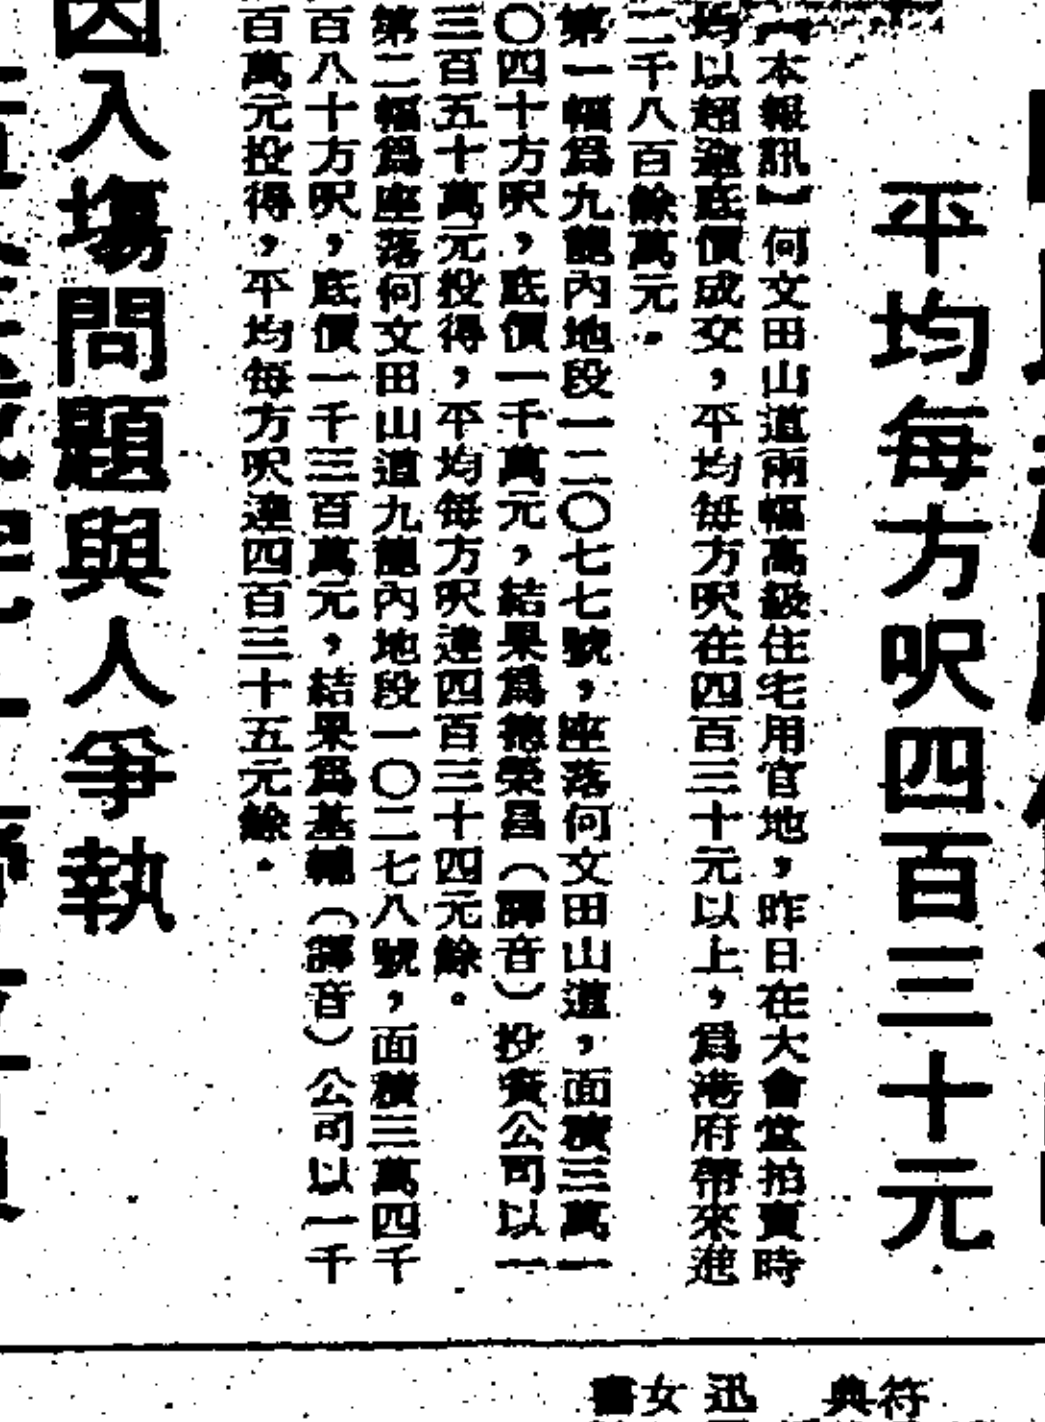 平均每方呎四百三十元
【本報訊】何文田山道兩幅高級住宅用官地,昨日在大會堂拍賣時
均以超逾底價成交,平均每方呎在四百三十元以上,爲港府帶來進
二千八百餘萬元。
第一幅爲九龍內地段一二〇七七號,座落何文田山道,面積三萬一
〇四十方呎,底價一千萬元,結果爲德榮昌(譯音)投資公司以一
三百五十萬元投得,平均每方呎達四百三十四元餘。
第二幅爲座落何文田山道九龍內地段一〇二七八號,面積三萬四千
百八十方呎,底價一千三百萬元,結果爲基輔(譯音)公司以一千
百萬元投得,平均每方呎達四百三十五元餘。
因入塲問題與人爭執
符典 迅女書